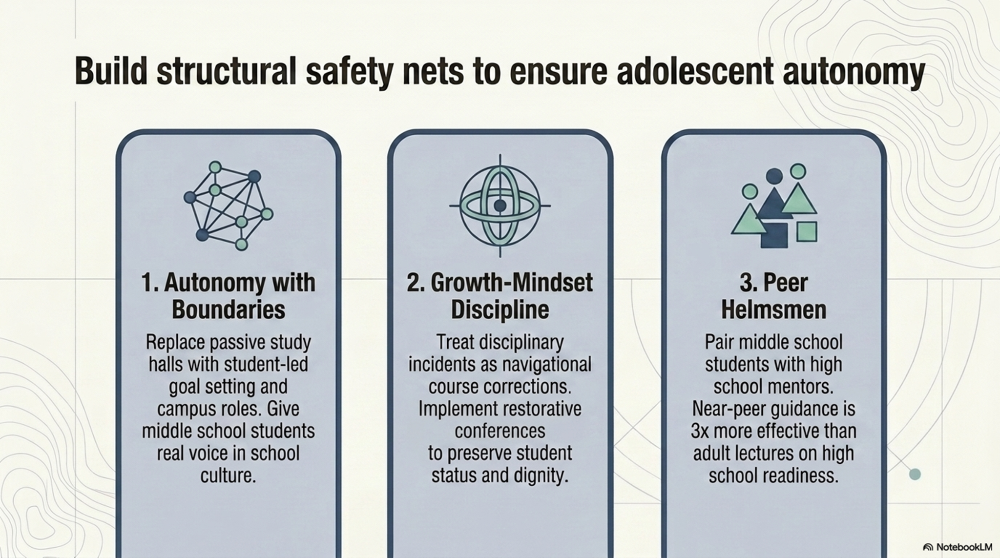 Build structural safety nets to ensure adolescent autonomy
1. Autonomy with
Boundaries
Replace passive study
halls with student-led
goal setting and
campus roles. Give
middle school students
real voice in school
culture.
2. Growth-Mindset
Discipline
Treat disciplinary
incidents as navigational
course corrections.
Implement restorative
conferences
to preserve student
status and dignity.
3. Peer
Helmsmen
Pair middle school
students with high
school mentors.
Near-peer guidance is
3x more effective than
adult lectures on high
school readiness.
NotebookLM